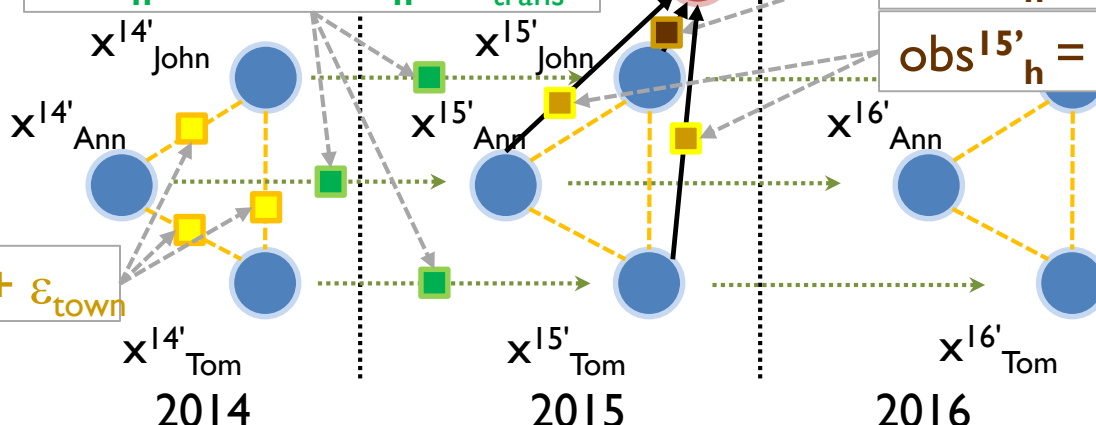 h h trans
x14'John x15'John h
obs15'h =
x14'Ann x15'Ann x16'Ann
+ εtown
x14'Tom x15'Tom x16'Tom
2014 2015 2016